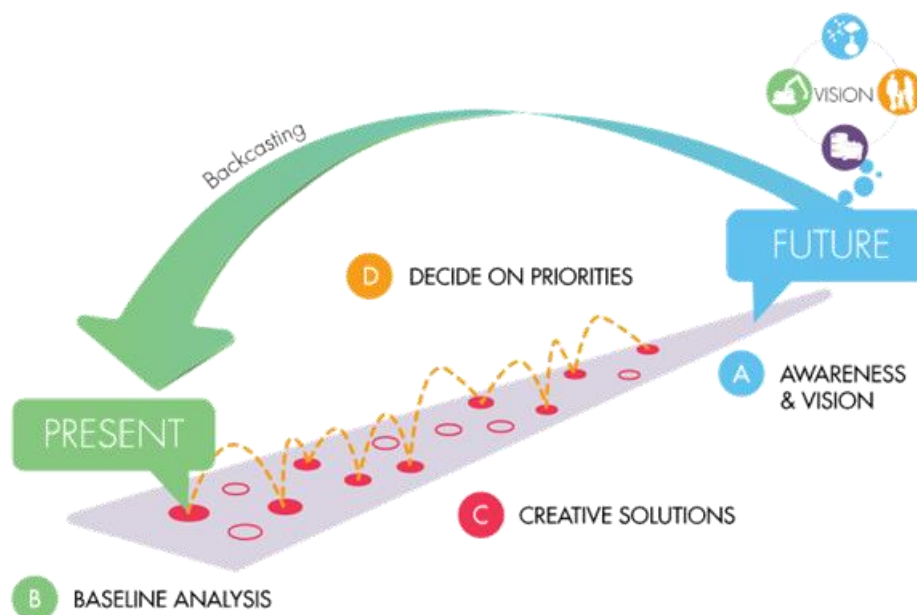 VISION
Backcasting
FUTURE
D DECIDE ON PRIORITIES
A AWARENESS
& VISION
PRESENT
C CREATIVE SOLUTIONS
B BASELINE ANALYSIS